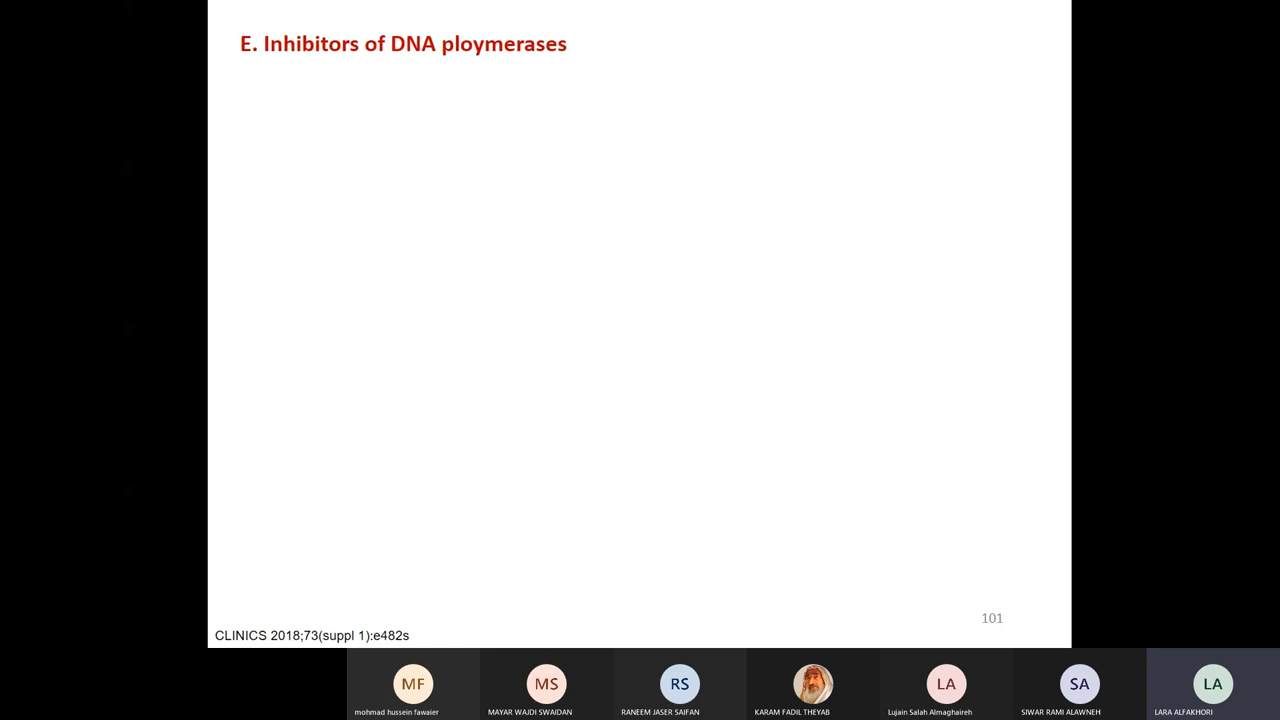 E. Inhibitors of DNA ploymerases
101
CLINICS 2018;73(suppl 1):e482s
MF
MS
RS
LA
SA
LA
mohmad hussein fawaier
MAYAR WAJDI SWAIDAN
RANEEM JASER SAIFAN
KARAM FADIL THEYAB
Lujain Salah Almaghaireh
SIWAR RAMI ALAWNEH
LARA ALFAKHORI